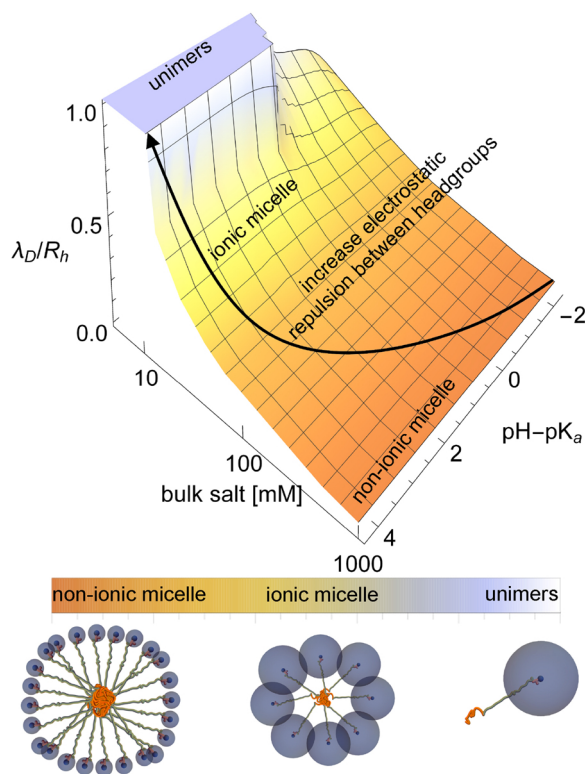 unimers
1.0
ionic micelle
increase electrostatic
repulsion between headgroups
0.5
λD/Rh
0.0
−2
10
0
non-ionic micelle
pH−pKa
2
100
bulk salt [mM]
4
1000
non-ionic micelle ionic micelle unimers